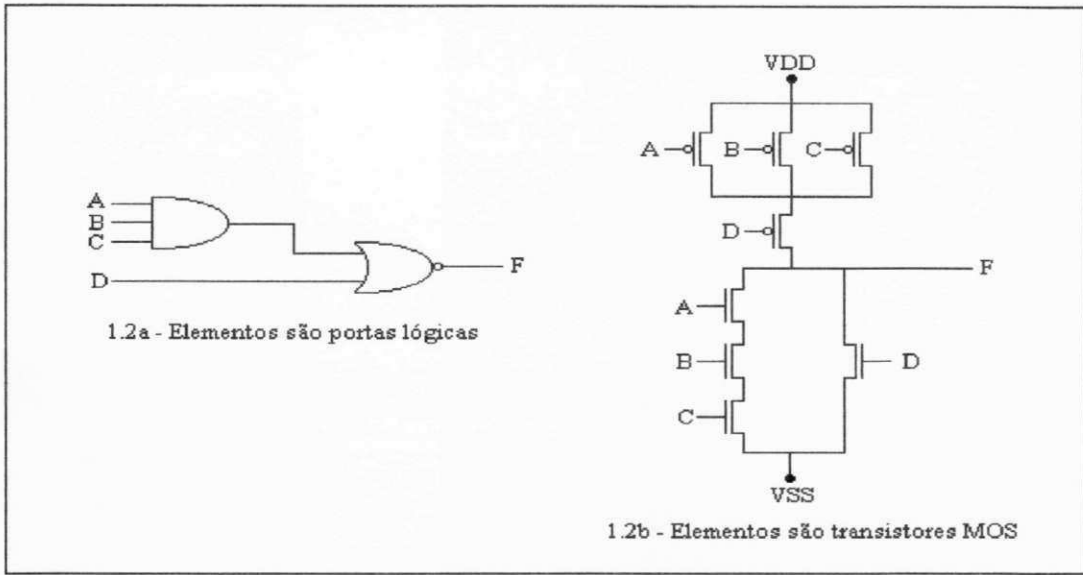 A
B
C
D
F
1.2a - Elementos são portas lógicas
VDD
A
B
C
D
F
A
B
C
D
VSS
1.2b - Elementos são transistores MOS